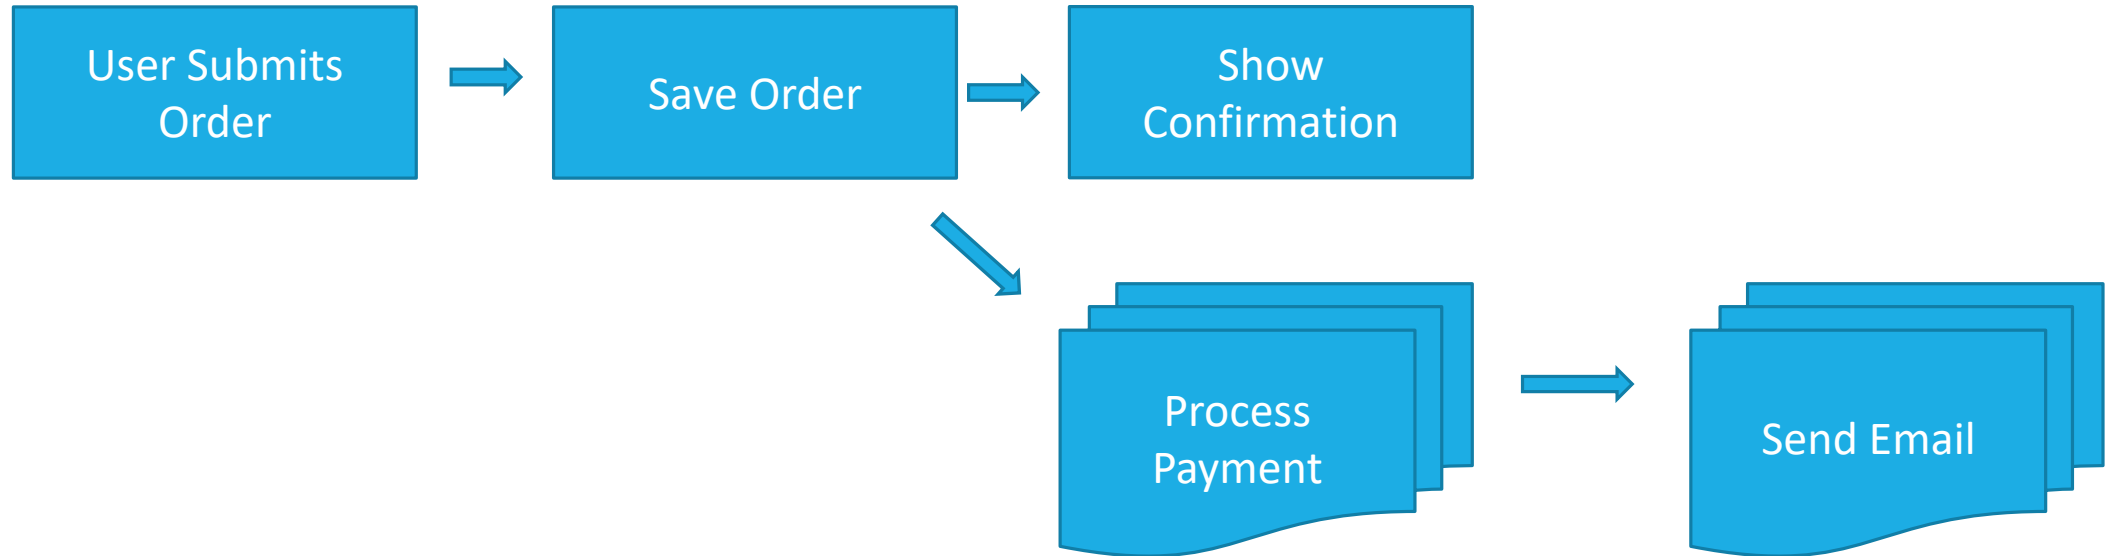 User Submits
Order
Save Order
Show
Confirmation
Process
Payment
Send Email